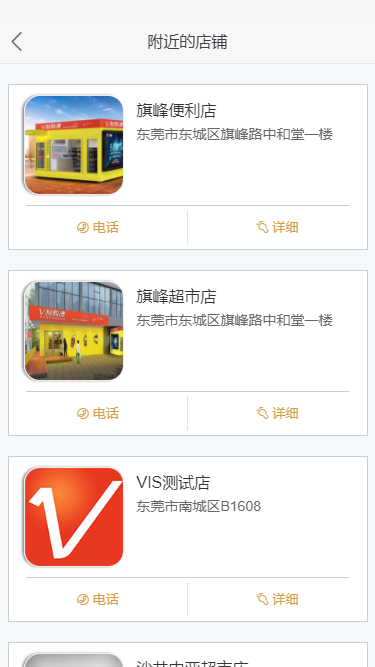 附近的店铺
旗峰便利店
东莞市东城区旗峰路中和堂一楼
电话
详细
旗峰超市店
东莞市东城区旗峰路中和堂一楼
电话
详细
VIS测试店
东莞市南城区B1608
电话
详细